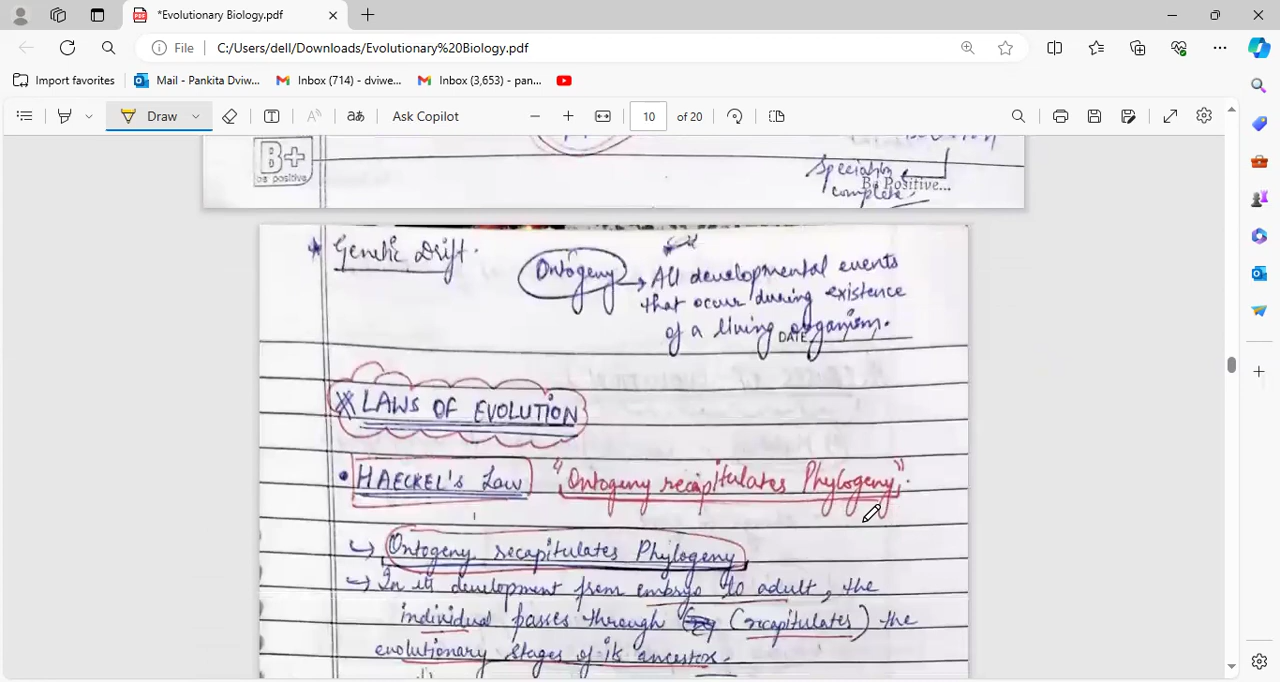 *Evolutionary Biology.pdf
File C:/Users/dell/Downloads/Evolutionary%20Biology.pdf
Import favorites Mail - Pankita Dviw... Inbox (714) - dviwe... Inbox (3,653) - pan...
Draw Ask Copilot 10 of 20
B+
be positive
Speciation
Be Positive...
complete.
Genetic Drift.
Ontogeny → All developmental events
that occur during existence
of a living organism.
DATE
LAWS OF EVOLUTION
• HAECKEL's Law "Ontogeny recapitulates Phylogeny".
Ontogeny recapitulates Phylogeny
In its development from embryo to adult, the
individual passes through (recapitulates) the
evolutionary stages of its ancestors.